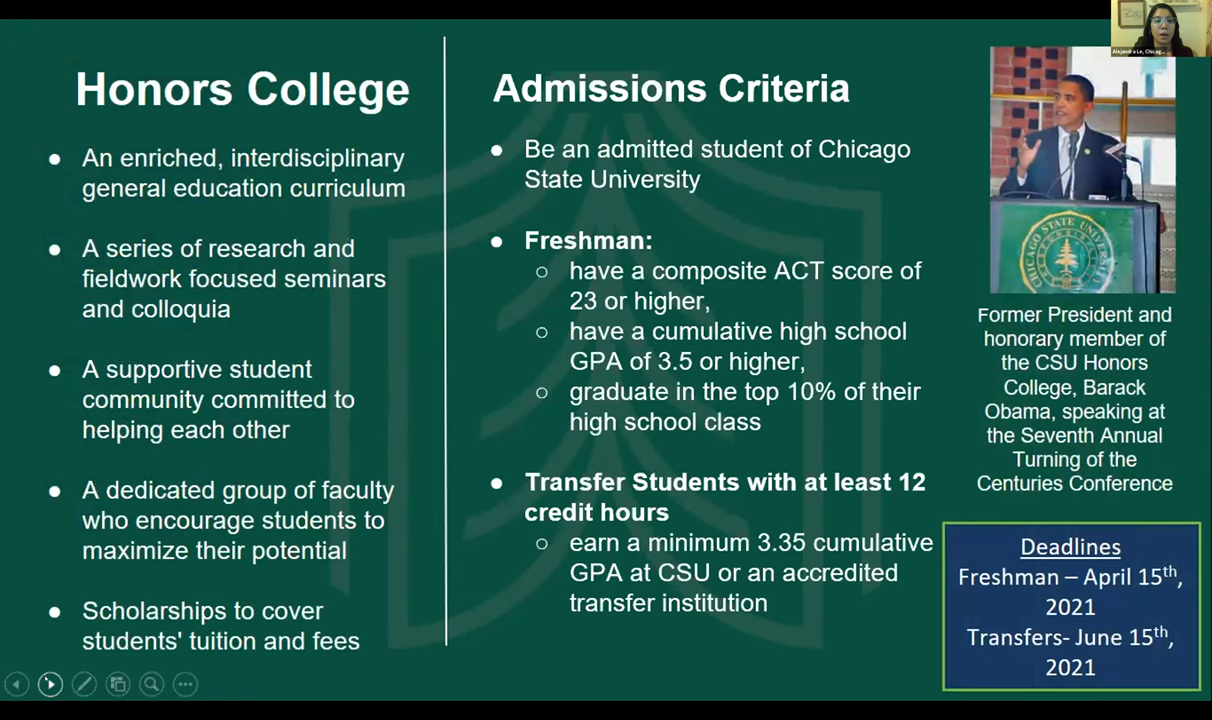 Alejandra Le, Chicag...
Honors College
● An enriched, interdisciplinary
general education curriculum
● A series of research and
fieldwork focused seminars
and colloquia
● A supportive student
community committed to
helping each other
● A dedicated group of faculty
who encourage students to
maximize their potential
● Scholarships to cover
students' tuition and fees
Admissions Criteria
● Be an admitted student of Chicago
State University
● Freshman:
○ have a composite ACT score of
23 or higher,
○ have a cumulative high school
GPA of 3.5 or higher,
○ graduate in the top 10% of their
high school class
● Transfer Students with at least 12
credit hours
○ earn a minimum 3.35 cumulative
GPA at CSU or an accredited
transfer institution
CHICAGO STATE UNIVERSITY
Former President and
honorary member of
the CSU Honors
College, Barack
Obama, speaking at
the Seventh Annual
Turning of the
Centuries Conference
Deadlines
Freshman – April 15th,
2021
Transfers- June 15th,
2021